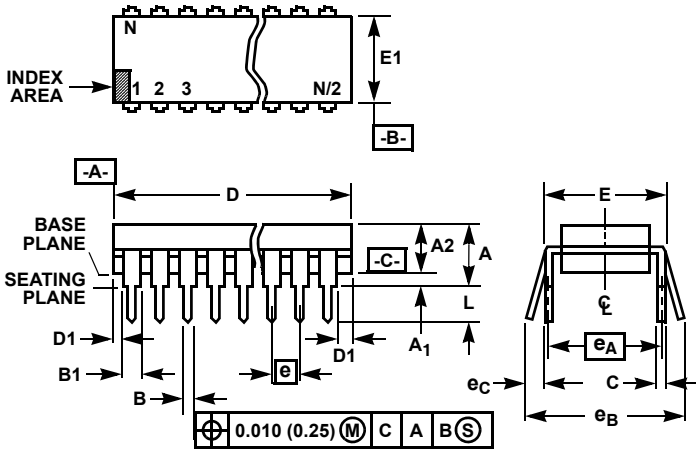 N
E1
INDEX
AREA
1 2 3 N/2
-B-
-A-
D
E
BASE
PLANE
A2
A
-C-
SEATING
PLANE
L
CL
D1
A1
D1
eA
B1
e
eC
C
B
eB
0.010 (0.25) M C A B S